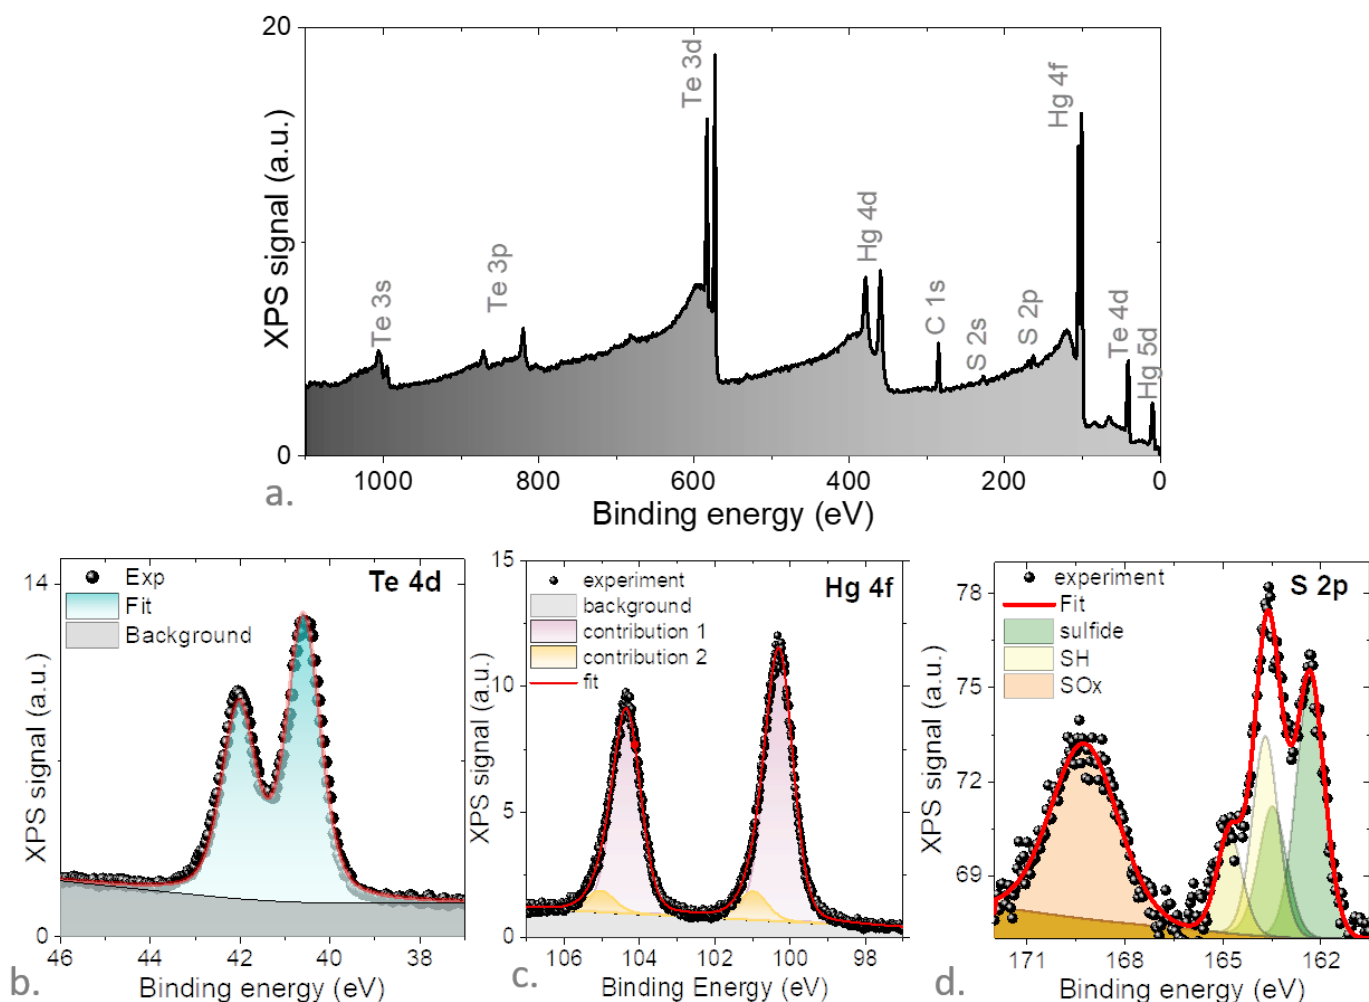 20
0
XPS signal (a.u.)
Te 3s
Te 3p
Te 3d
Hg 4d
C 1s
S 2s
S 2p
Hg 4f
Te 4d
Hg 5d
1000
800
600
400
200
0
Binding energy (eV)
a.
Te 4d
Exp
Fit
Background
14
0
XPS signal (a.u.)
46
44
42
40
38
Binding energy (eV)
b.
Hg 4f
experiment
background
contribution 1
contribution 2
fit
15
10
5
0
XPS signal (a.u.)
106
104
102
100
98
Binding Energy (eV)
c.
S 2p
experiment
Fit
sulfide
SH
SOx
78
75
72
69
XPS signal (a.u.)
171
168
165
162
Binding energy (eV)
d.